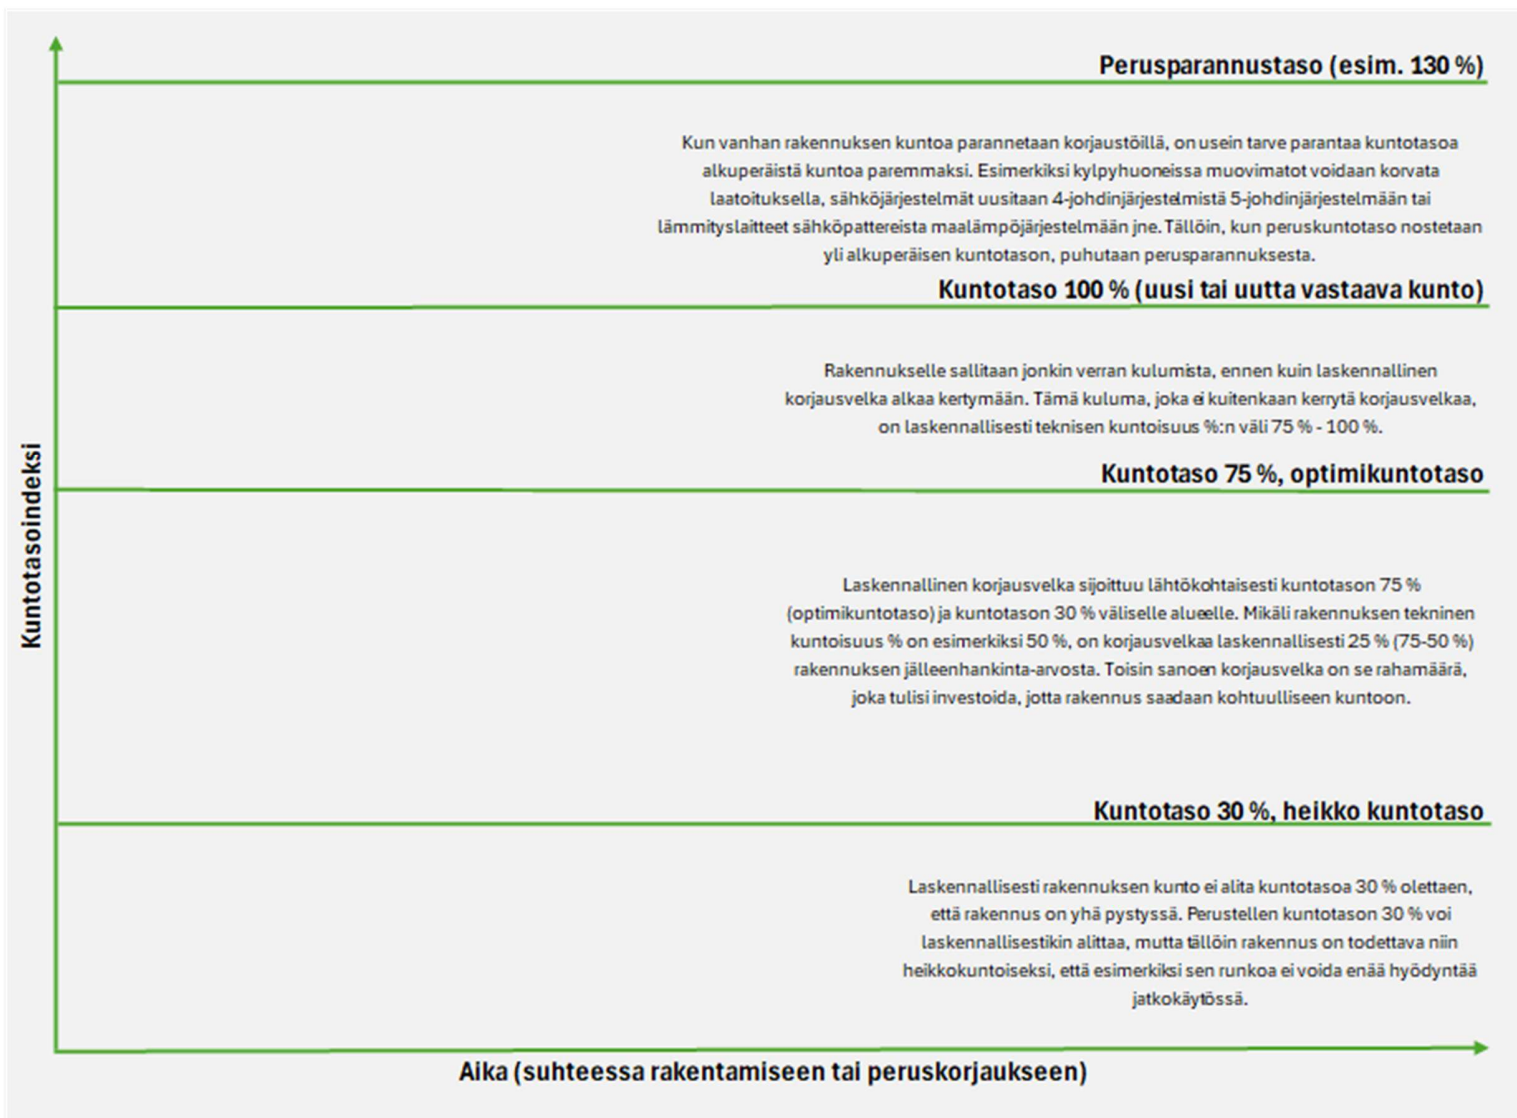 Perusparannustaso (esim. 130 %)
Kun vanhan rakennuksen kuntoa parannetaan korjaustöillä, on usein tarve parantaa kuntotasoa
alkuperäistä kuntoa paremmaksi. Esimerkiksi kylpyhuoneissa muovimatot voidaan korvata
laatoituksella, sähköjärjestelmät uusitaan 4-johdinjärjestelmistä 5-johdinjärjestelmään tai
lämmityslaitteet sähköpattereista maalämpöjärjestelmään jne. Tällöin, kun peruskuntotaso nostetaan
yli alkuperäisen kuntotason, puhutaan perusparannuksesta.
Kuntotaso 100 % (uusi tai uutta vastaava kunto)
Rakennukselle sallitaan jonkin verran kulumista, ennen kuin laskennallinen
korjausvelka alkaa kertymään. Tämä kuluma, joka ei kuitenkaan kerrytä korjausvelkaa,
on laskennallisesti teknisen kuntoisuus %:n väli 75 % - 100 %.
Kuntotaso 75 %, optimikuntotaso
Laskennallinen korjausvelka sijoittuu lähtökohtaisesti kuntotason 75 %
(optimikuntotaso) ja kuntotason 30 % väliselle alueelle. Mikäli rakennuksen tekninen
kuntoisuus % on esimerkiksi 50 %, on korjausvelkaa laskennallisesti 25 % (75-50 %)
rakennuksen jälleenhankinta-arvosta. Toisin sanoen korjausvelka on se rahamäärä,
joka tulisi investoida, jotta rakennus saadaan kohtuulliseen kuntoon.
Kuntotaso 30 %, heikko kuntotaso
Laskennallisesti rakennuksen kunto ei alita kuntotasoa 30 % olettaen,
että rakennus on yhä pystyssä. Perustellen kuntotason 30 % voi
laskennallisestikin alittaa, mutta tällöin rakennus on todettava niin
heikkokuntoiseksi, että esimerkiksi sen runkoa ei voida enää hyödyntää
jatkokäytössä.
Kuntotasoindeksi
Aika (suhteessa rakentamiseen tai peruskorjaukseen)